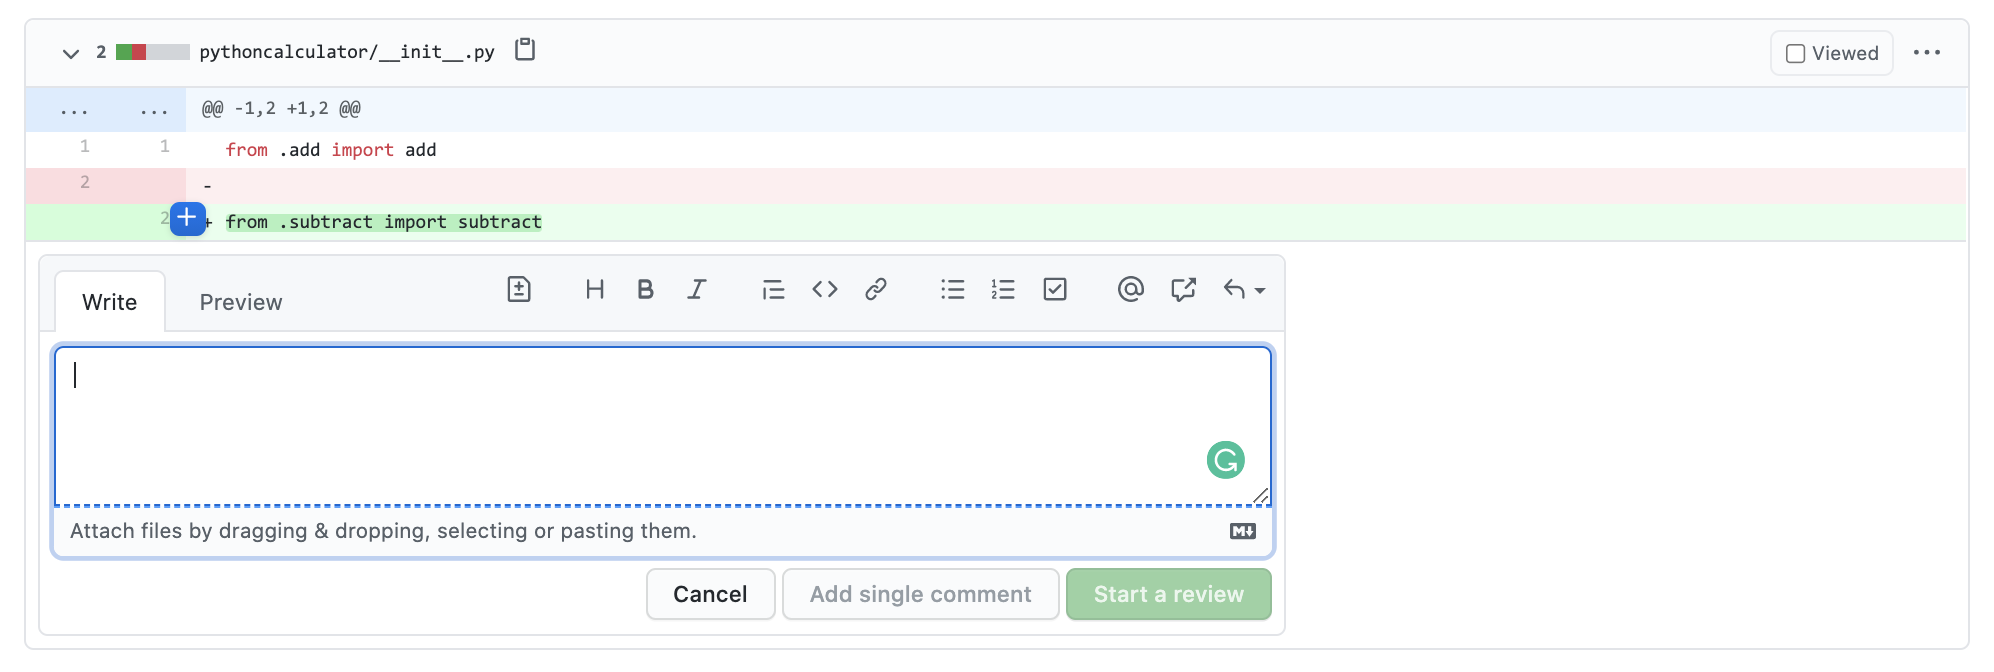 2 pythoncalculator/__init__.py Viewed
... ... @@ -1,2 +1,2 @@
1 1 from .add import add
2 -
2 + from .subtract import subtract
Write Preview
Attach files by dragging & dropping, selecting or pasting them.
Cancel Add single comment Start a review